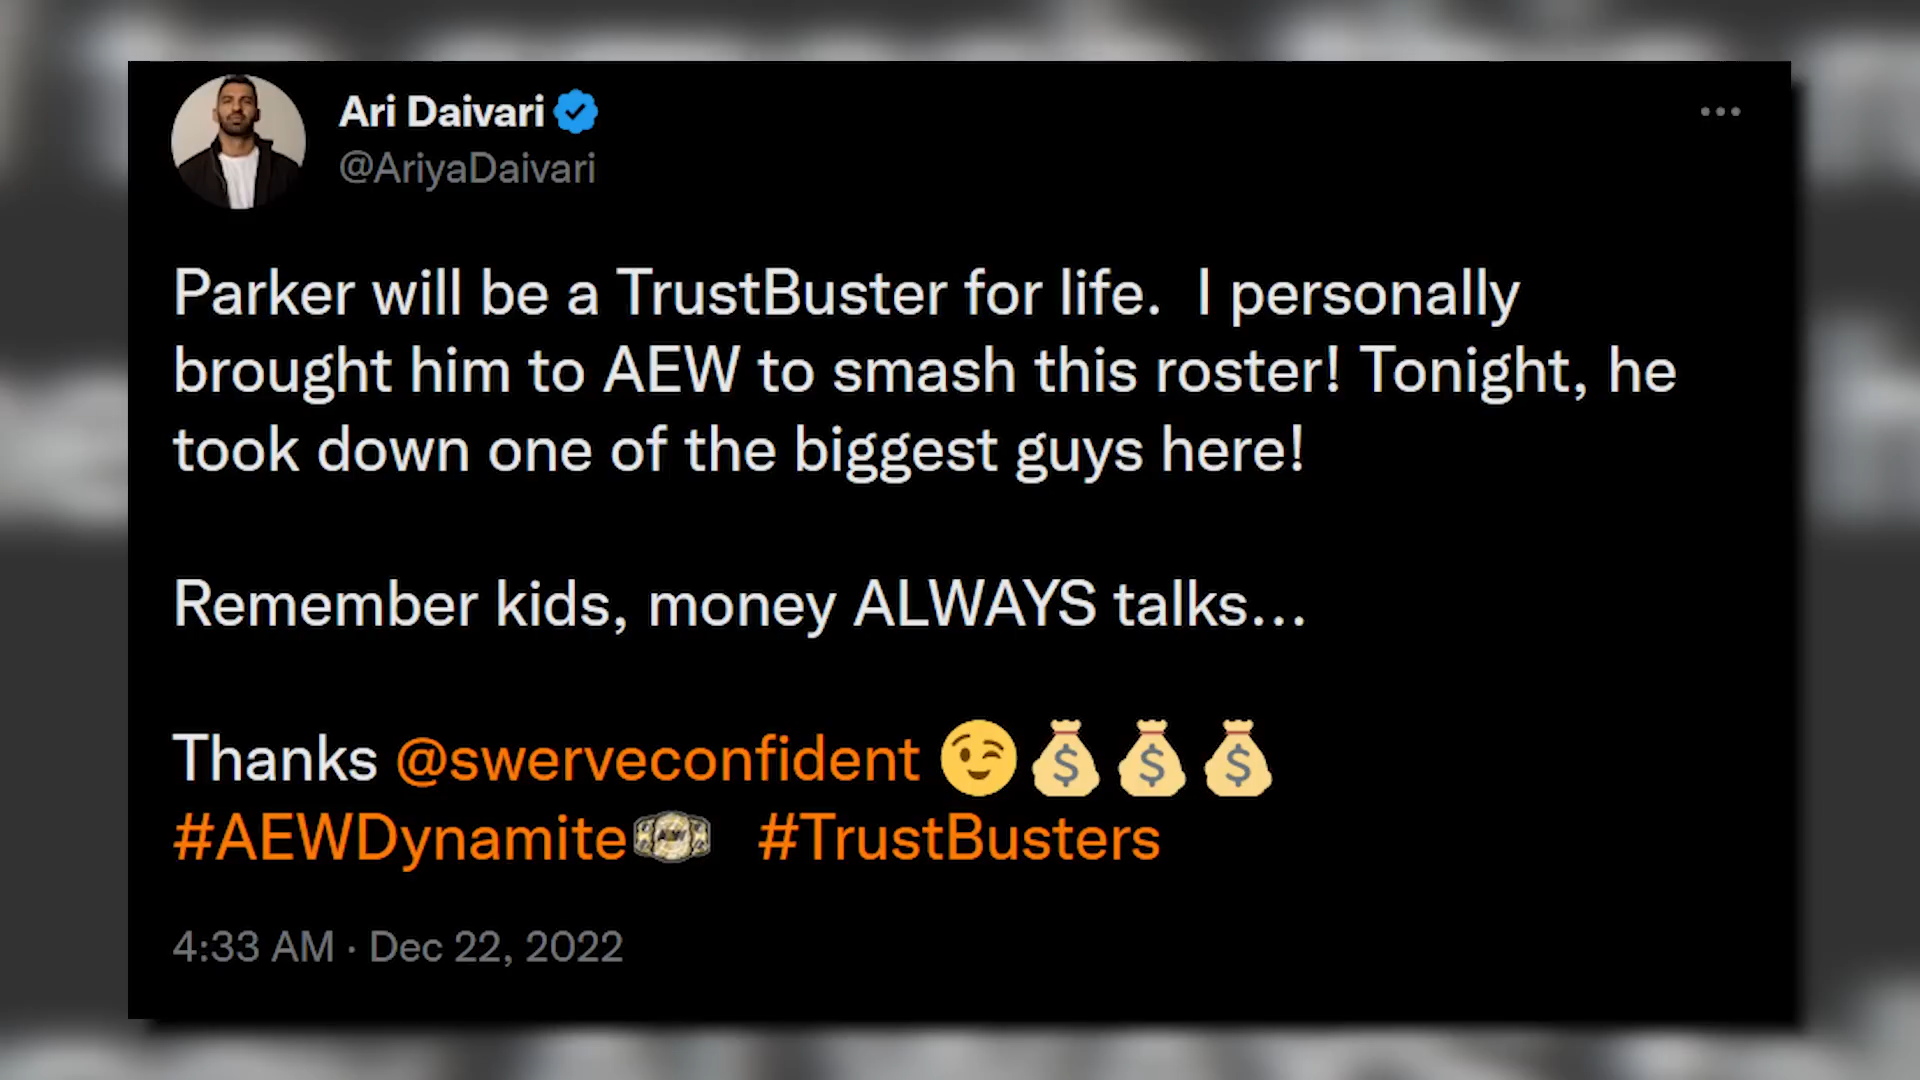 Ari Daivari
@AriyaDaivari
Parker will be a TrustBuster for life.  I personally
brought him to AEW to smash this roster! Tonight, he
took down one of the biggest guys here!
Remember kids, money ALWAYS talks…
Thanks @swerveconfident 😉💰💰💰
#AEWDynamite #TrustBusters
4:33 AM · Dec 22, 2022